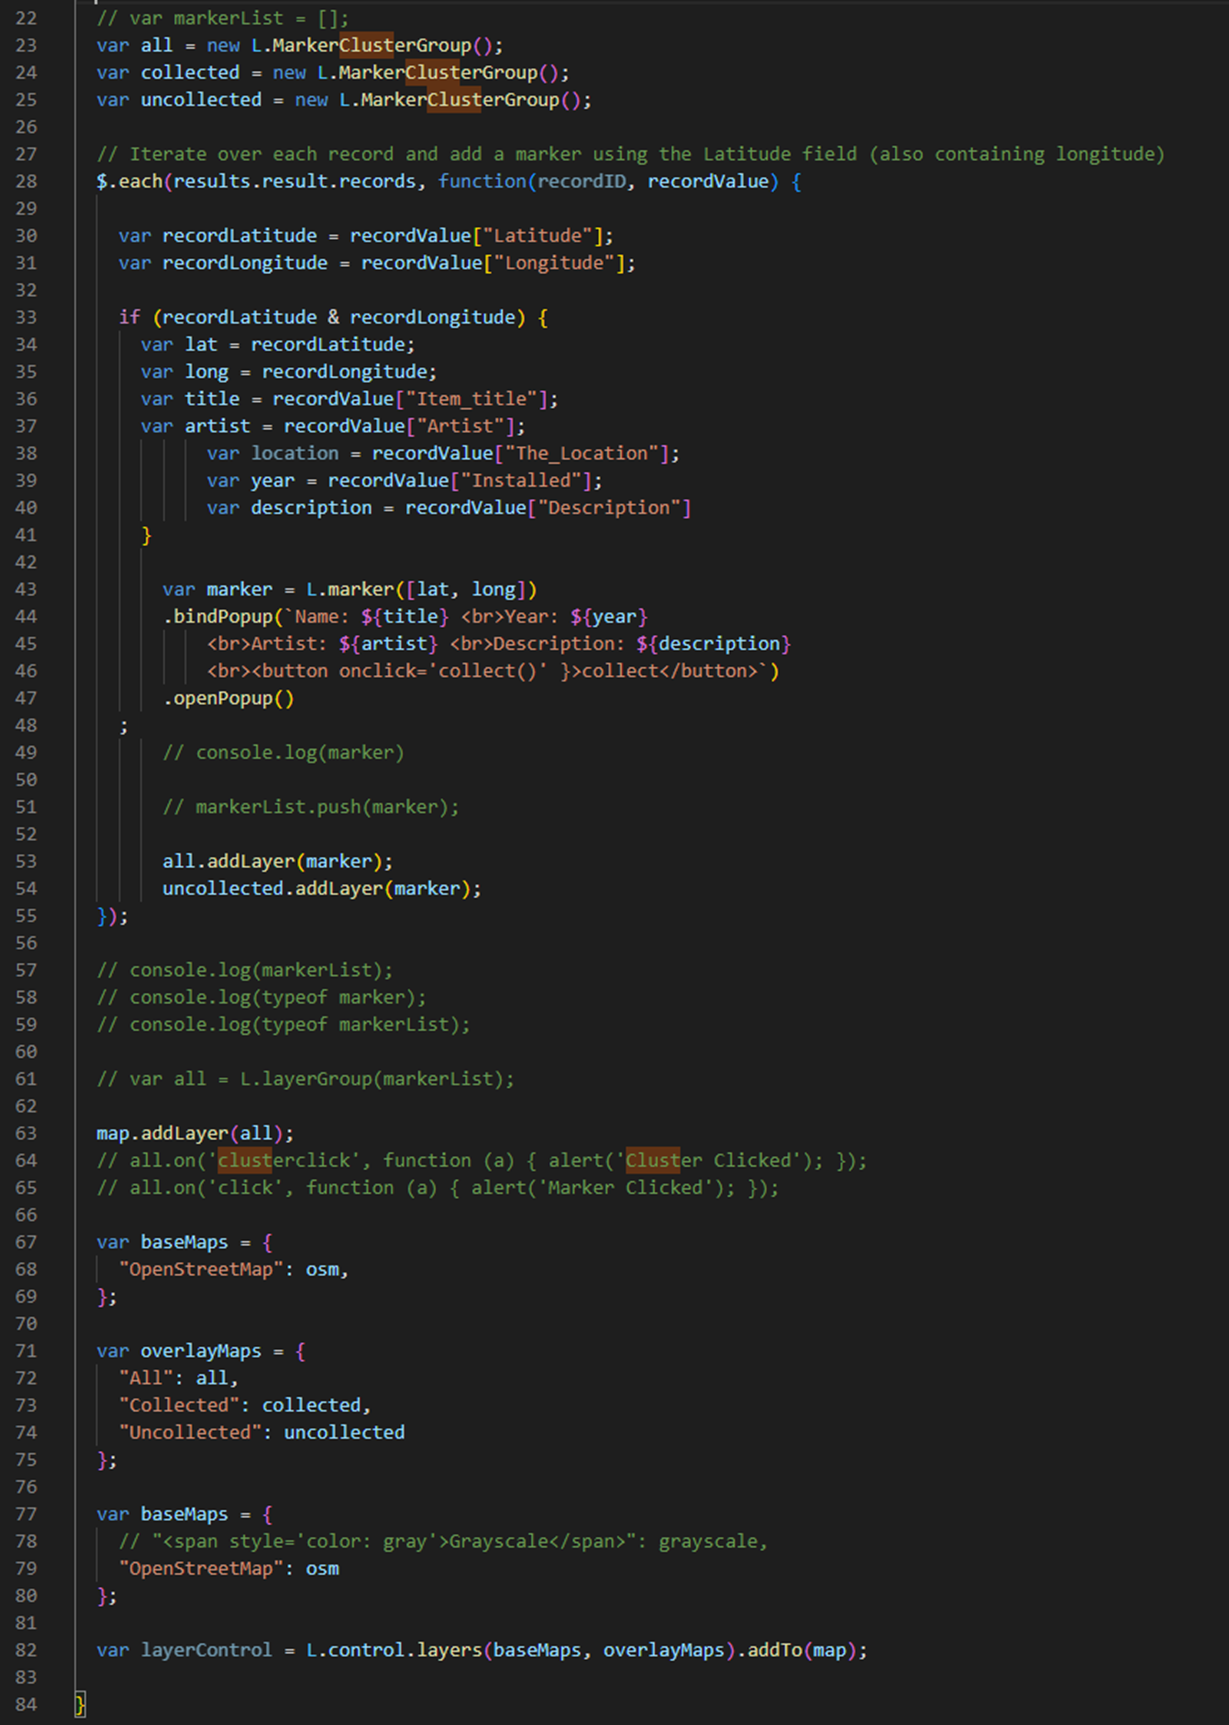 22 // var markerList = [];
23 var all = new L.MarkerClusterGroup();
24 var collected = new L.MarkerClusterGroup();
25 var uncollected = new L.MarkerClusterGroup();
26
27 // Iterate over each record and add a marker using the Latitude field (also containing longitude)
28 $.each(results.result.records, function(recordID, recordValue) {
29
30 var recordLatitude = recordValue["Latitude"];
31 var recordLongitude = recordValue["Longitude"];
32
33 if (recordLatitude & recordLongitude) {
34 var lat = recordLatitude;
35 var long = recordLongitude;
36 var title = recordValue["Item_title"];
37 var artist = recordValue["Artist"];
38 var location = recordValue["The_Location"];
39 var year = recordValue["Installed"];
40 var description = recordValue["Description"]
41 }
42
43 var marker = L.marker([lat, long])
44 .bindPopup(`Name: ${title} <br>Year: ${year}
45 <br>Artist: ${artist} <br>Description: ${description}
46 <br><button onclick='collect()' }>collect</button>`)
47 .openPopup()
48 ;
49 // console.log(marker)
50
51 // markerList.push(marker);
52
53 all.addLayer(marker);
54 uncollected.addLayer(marker);
55 });
56
57 // console.log(markerList);
58 // console.log(typeof marker);
59 // console.log(typeof markerList);
60
61 // var all = L.layerGroup(markerList);
62
63 map.addLayer(all);
64 // all.on('clusterclick', function (a) { alert('Cluster Clicked'); });
65 // all.on('click', function (a) { alert('Marker Clicked'); });
66
67 var baseMaps = {
68 "OpenStreetMap": osm,
69 };
70
71 var overlayMaps = {
72 "All": all,
73 "Collected": collected,
74 "Uncollected": uncollected
75 };
76
77 var baseMaps = {
78 // "<span style='color: gray'>Grayscale</span>": grayscale,
79 "OpenStreetMap": osm
80 };
81
82 var layerControl = L.control.layers(baseMaps, overlayMaps).addTo(map);
83
84 }